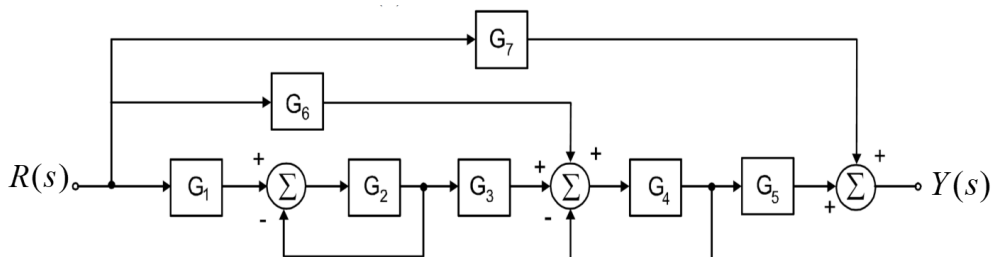 G7
G6
R(s) G1 + Σ - G2 G3 + + Σ - G4 G5 + + Σ Y(s)